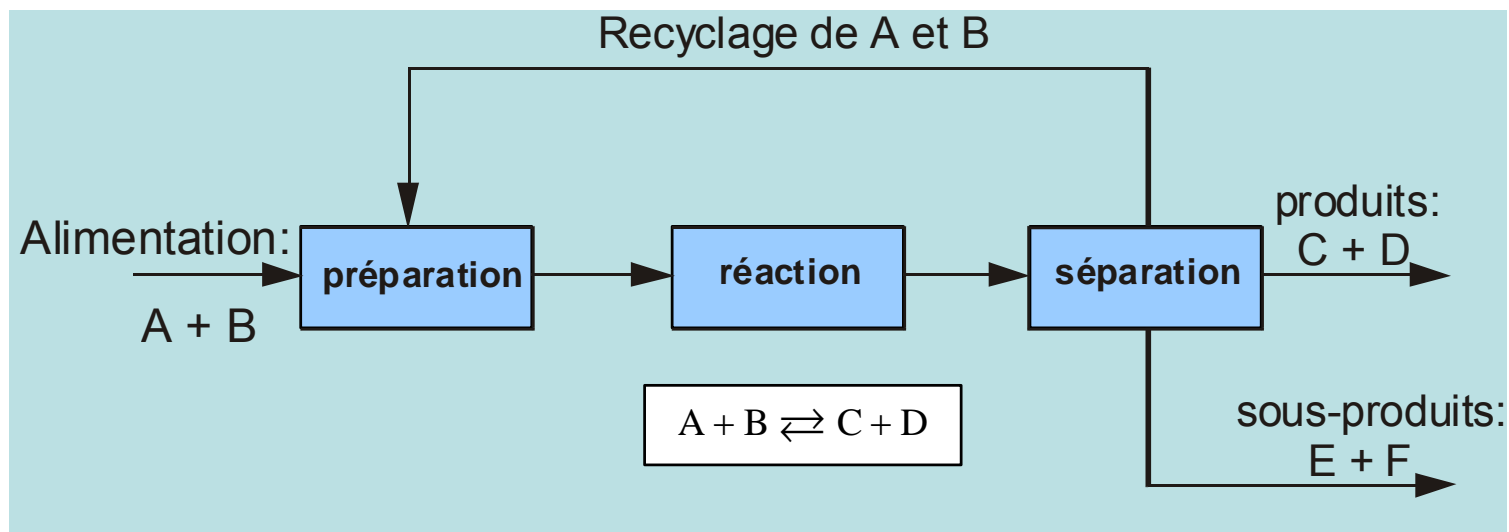 Recyclage de A et B
Alimentation:
A + B
préparation
réaction
séparation
produits:
C + D
A + B ⇄ C + D
sous-produits:
E + F